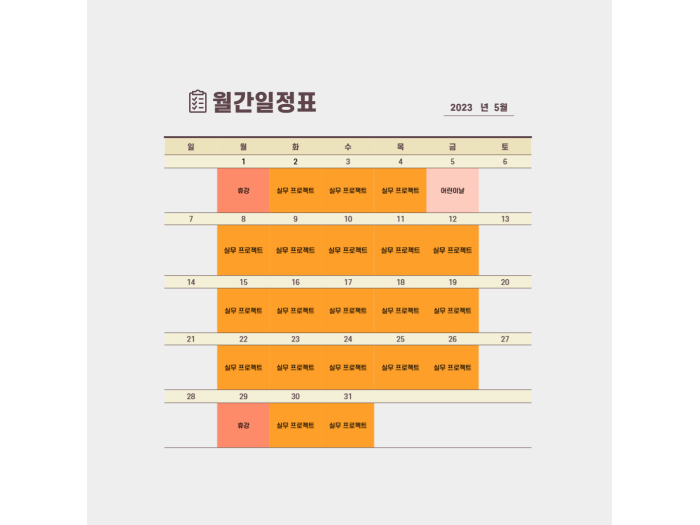 월간일정표
2023 년 5월
일 월 화 수 목 금 토
1 2 3 4 5 6
휴강 실무 프로젝트 실무 프로젝트 실무 프로젝트 어린이날
7 8 9 10 11 12 13
실무 프로젝트 실무 프로젝트 실무 프로젝트 실무 프로젝트 실무 프로젝트
14 15 16 17 18 19 20
실무 프로젝트 실무 프로젝트 실무 프로젝트 실무 프로젝트 실무 프로젝트
21 22 23 24 25 26 27
실무 프로젝트 실무 프로젝트 실무 프로젝트 실무 프로젝트 실무 프로젝트
28 29 30 31
휴강 실무 프로젝트 실무 프로젝트